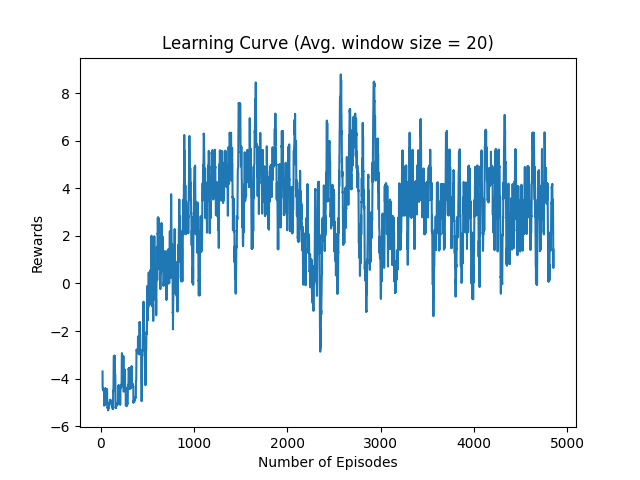 Learning Curve (Avg. window size = 20)
Rewards
8
6
4
2
0
−2
−4
−6
0 1000 2000 3000 4000 5000
Number of Episodes